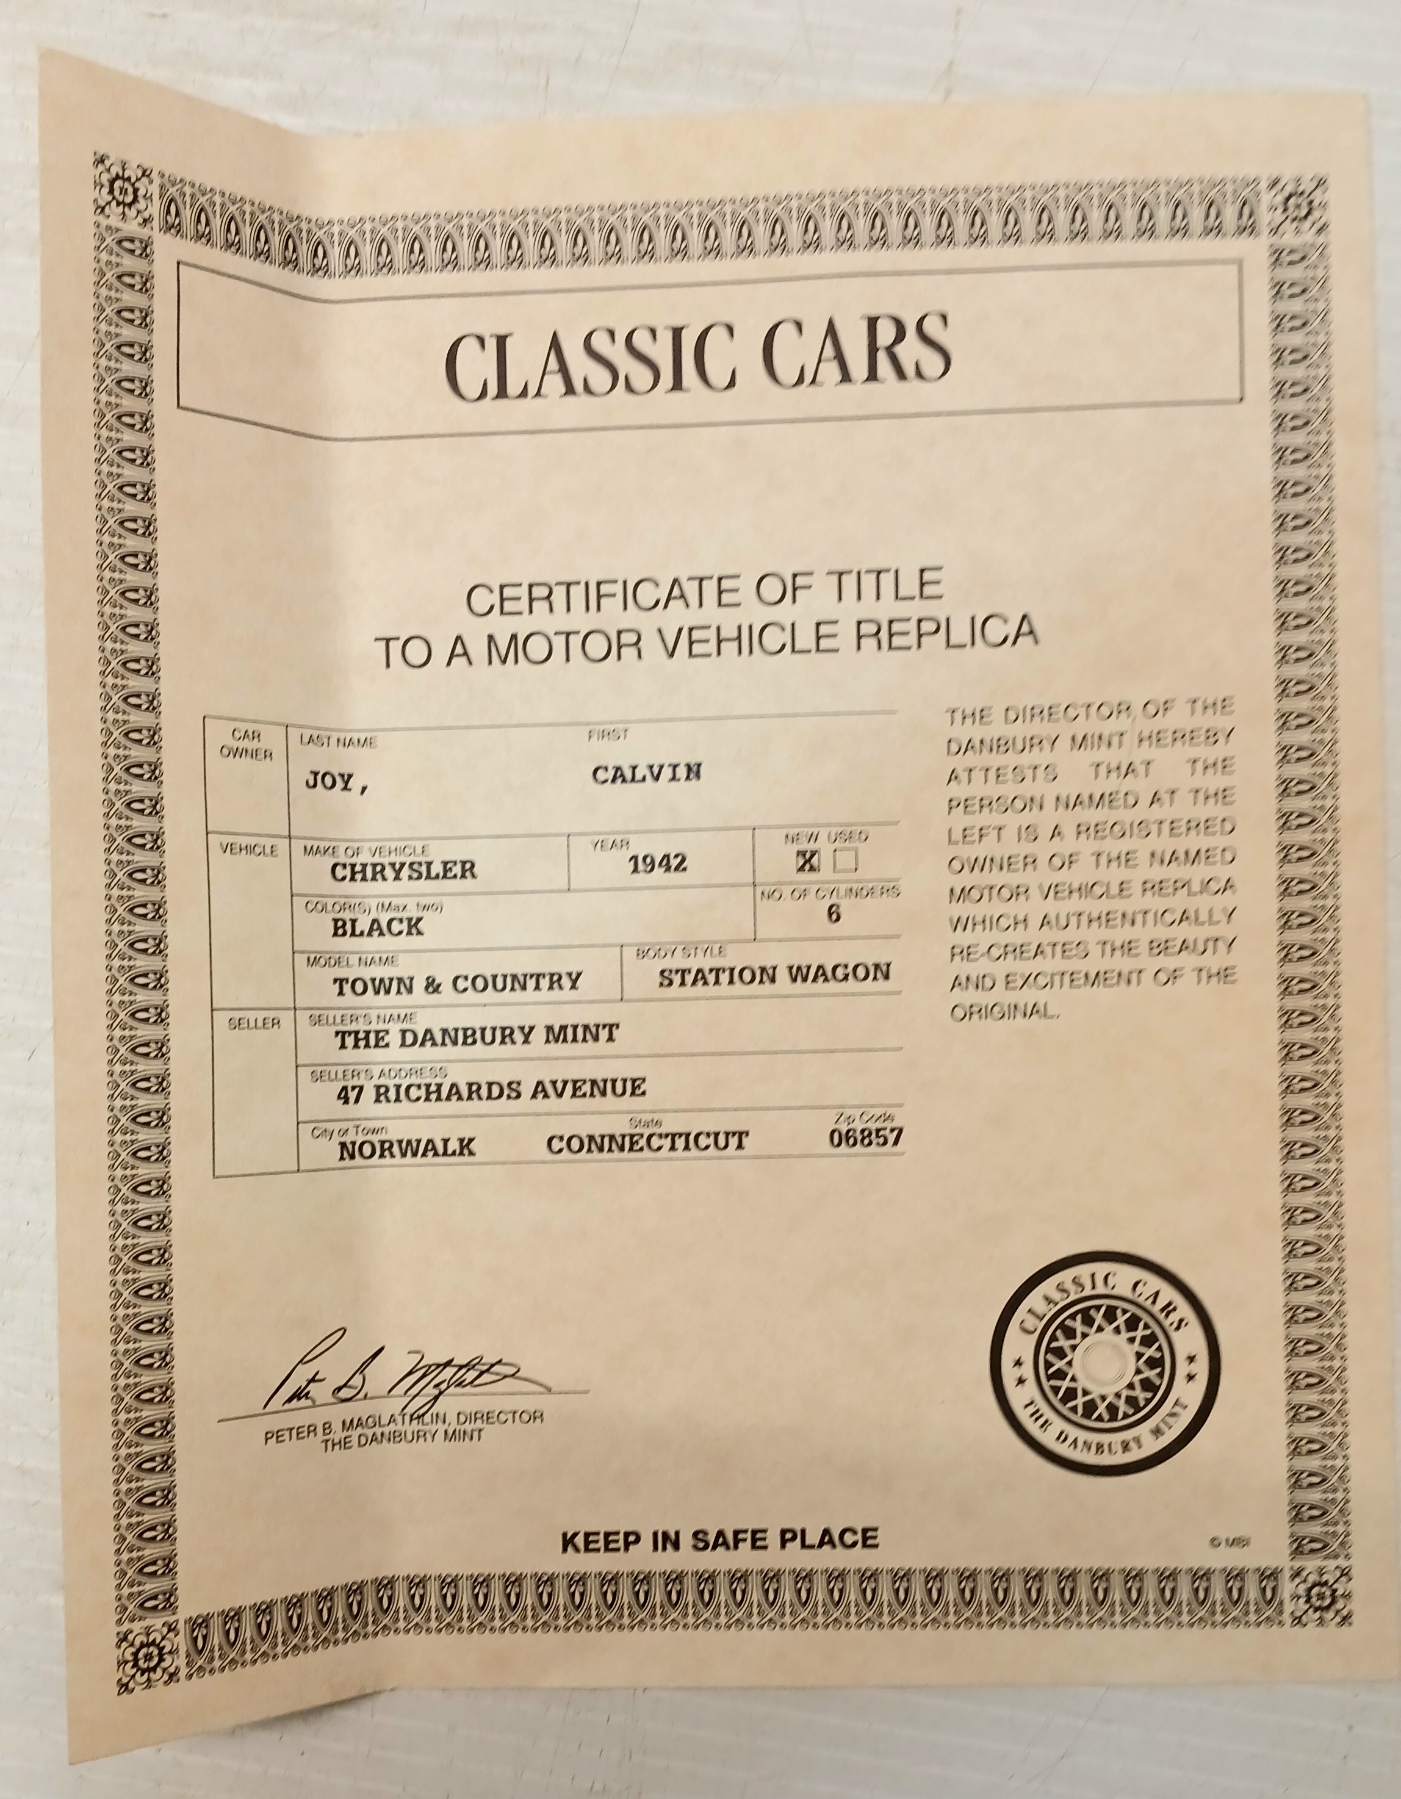 CLASSIC CARS
CERTIFICATE OF TITLE
TO A MOTOR VEHICLE REPLICA
CAR OWNER
LAST NAME FIRST
JOY, CALVIN
VEHICLE
MAKE OF VEHICLE YEAR NEW USED
CHRYSLER 1942 X
COLOR(S) (Max. two) NO. OF CYLINDERS
BLACK 6
MODEL NAME BODY STYLE
TOWN & COUNTRY STATION WAGON
SELLER
SELLER'S NAME
THE DANBURY MINT
SELLER'S ADDRESS
47 RICHARDS AVENUE
City or Town State Zip Code
NORWALK CONNECTICUT 06857
THE DIRECTOR OF THE
DANBURY MINT HEREBY
ATTESTS THAT THE
PERSON NAMED AT THE
LEFT IS A REGISTERED
OWNER OF THE NAMED
MOTOR VEHICLE REPLICA
WHICH AUTHENTICALLY
RE-CREATES THE BEAUTY
AND EXCITEMENT OF THE
ORIGINAL.
Peter B. Maglathlin
PETER B. MAGLATHLIN, DIRECTOR
THE DANBURY MINT
CLASSIC CARS
THE DANBURY MINT
KEEP IN SAFE PLACE
© MBI